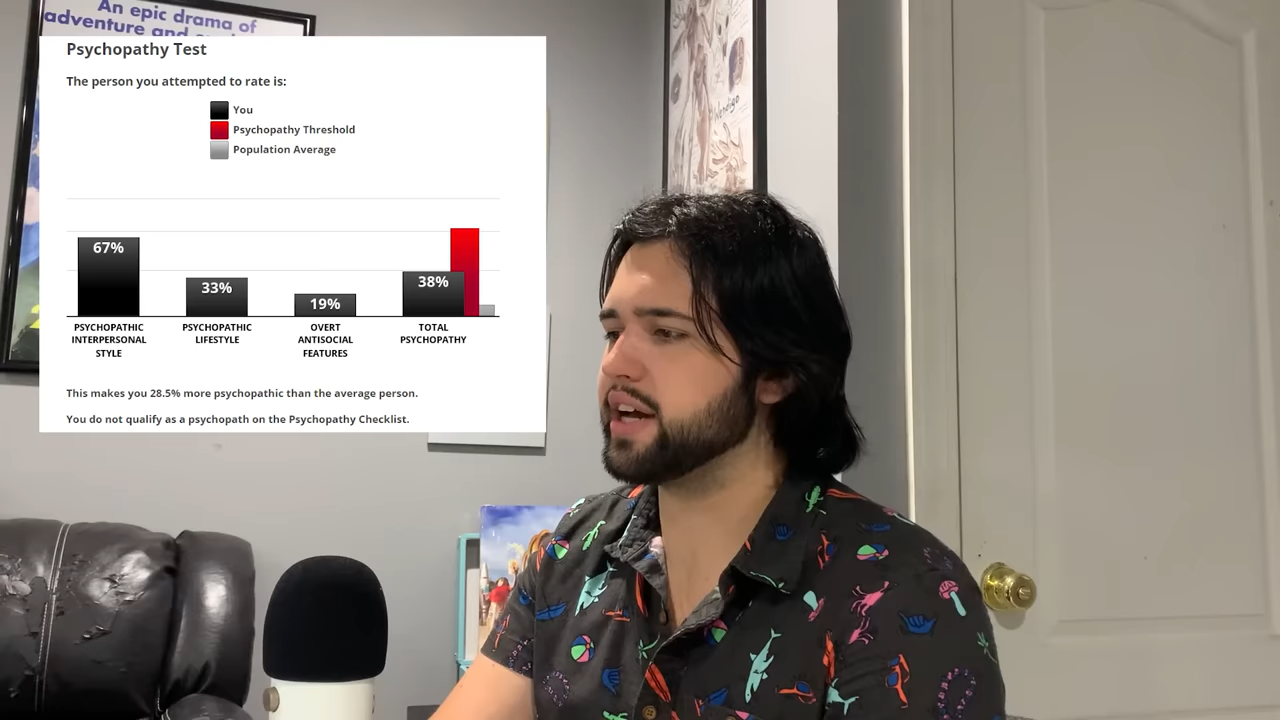 An epic drama of
adventure and
Psychopathy Test
The person you attempted to rate is:
You
Psychopathy Threshold
Population Average
67%
33%
19%
38%
PSYCHOPATHIC
INTERPERSONAL
STYLE
PSYCHOPATHIC
LIFESTYLE
OVERT
ANTISOCIAL
FEATURES
TOTAL
PSYCHOPATHY
This makes you 28.5% more psychopathic than the average person.
You do not qualify as a psychopath on the Psychopathy Checklist.
Wendigo